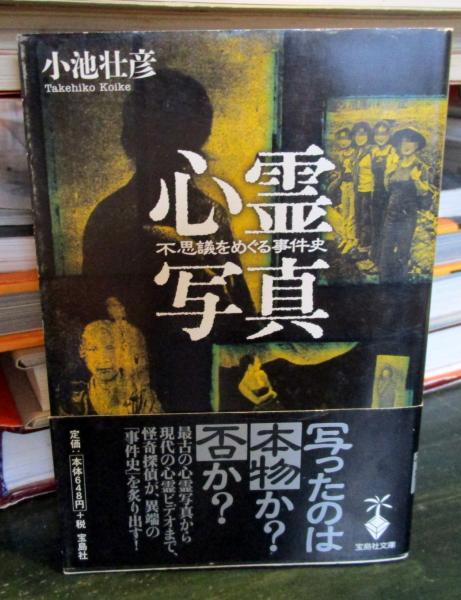 小池壮彦
Takehiko Koike
心霊
不思議をめぐる事件史
写真
写ったのは
本物か?
否か?
最古の心霊写真から
現代の心霊ビデオまで、
怪奇探偵が、異端の
「事件史」を炙り出す!
定価:本体648円+税 宝島社
宝島社文庫